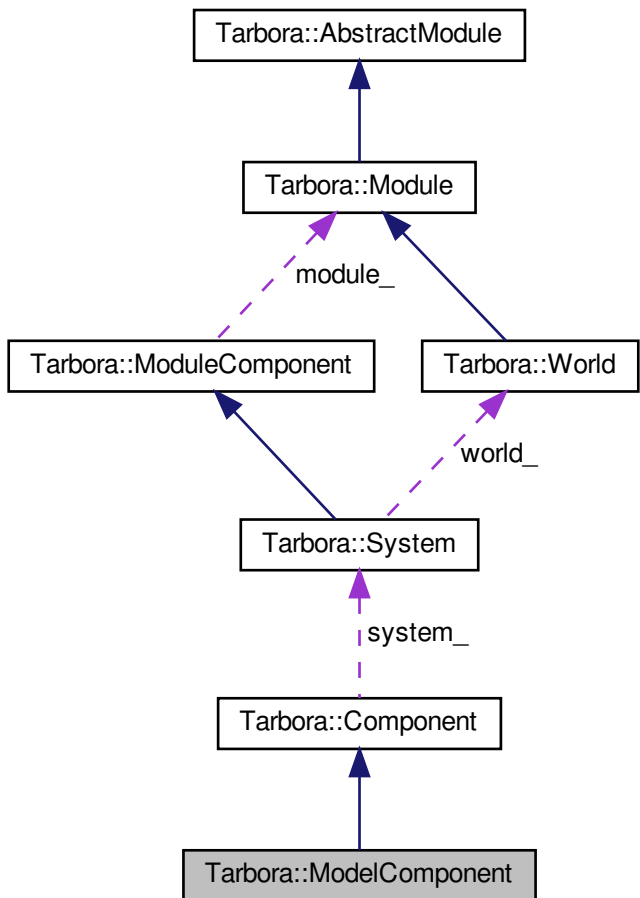 Tarbora::AbstractModule
Tarbora::Module
module_
Tarbora::ModuleComponent
Tarbora::World
world_
Tarbora::System
system_
Tarbora::Component
Tarbora::ModelComponent